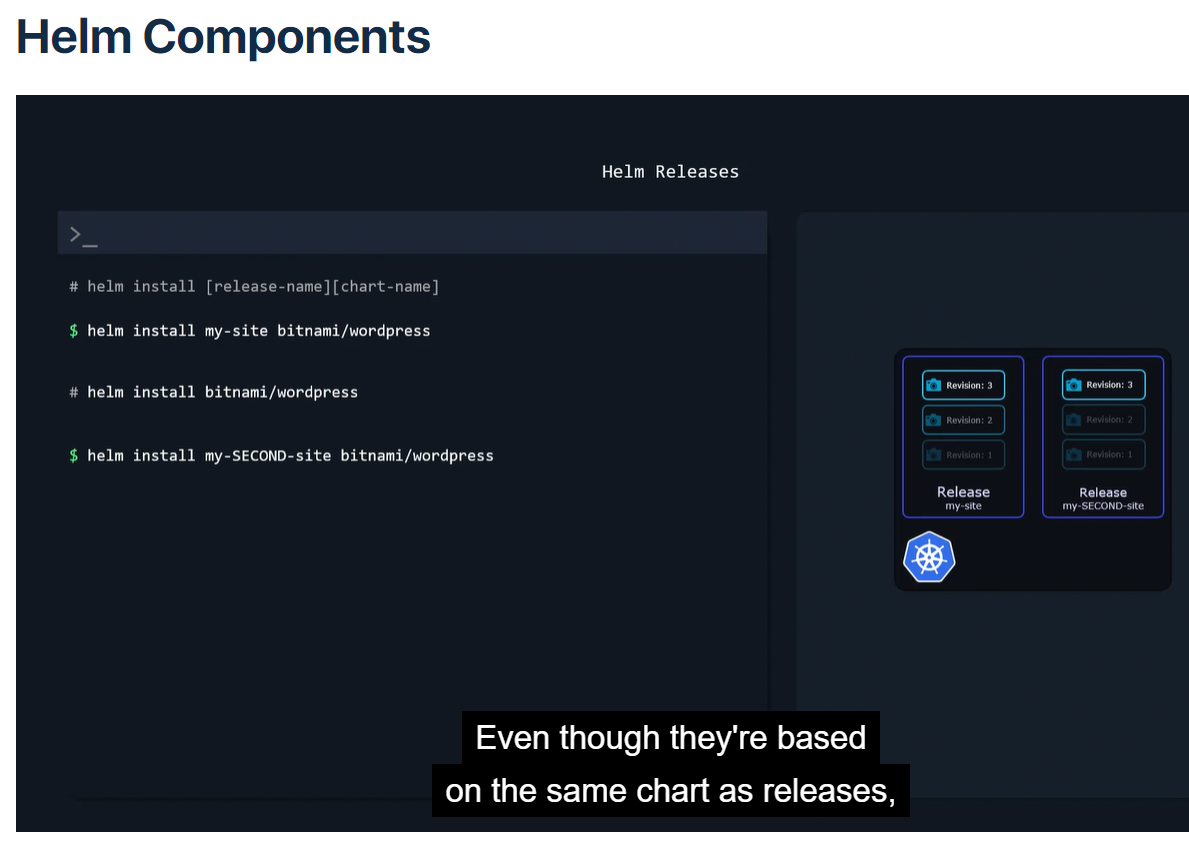 Helm Components
Helm Releases
>_
# helm install [release-name][chart-name]
$ helm install my-site bitnami/wordpress
# helm install bitnami/wordpress
$ helm install my-SECOND-site bitnami/wordpress
Revision: 3
Revision: 2
Revision: 1
Release
my-site
Revision: 3
Revision: 2
Revision: 1
Release
my-SECOND-site
Even though they're based
on the same chart as releases,